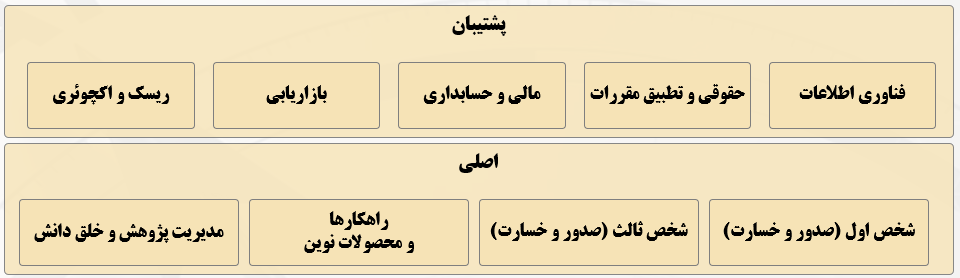 پشتیبان
فناوری اطلاعات
حقوقی و تطبیق مقررات
مالی و حسابداری
بازاریابی
ریسک و اکچوئری
اصلی
شخص اول (صدور و خسارت)
شخص ثالث (صدور و خسارت)
راهکارها
و محصولات نوین
مدیریت پژوهش و خلق دانش